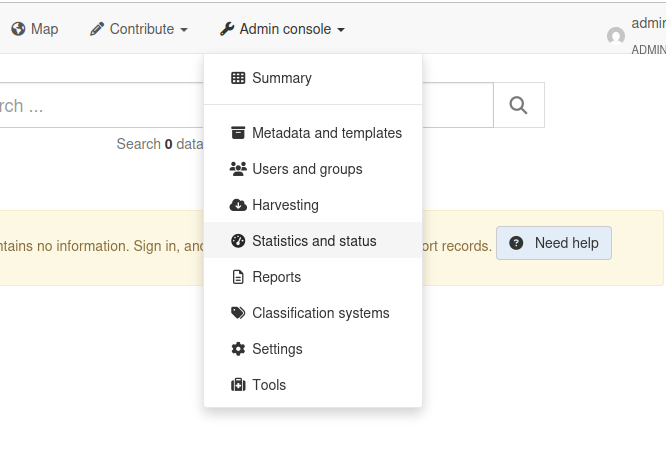 Map Contribute Admin console admin
ADMIN
Summary
rch ...
Search 0 data
Metadata and templates
Users and groups
Harvesting
Statistics and status
ntains no information. Sign in, and ort records. Need help
Reports
Classification systems
Settings
Tools